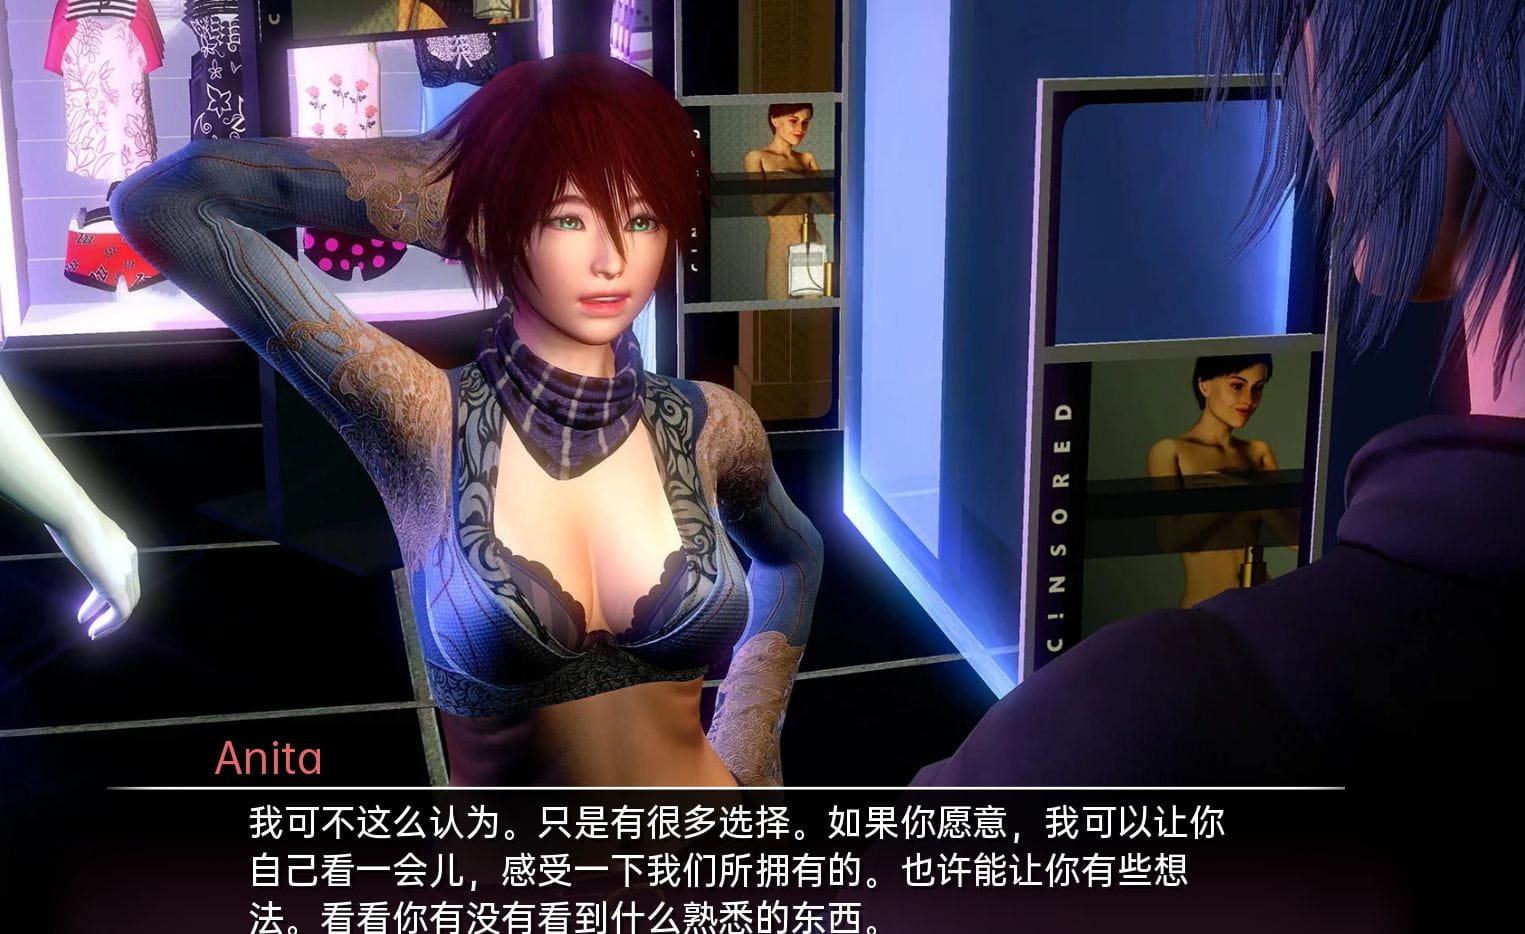 C!NSORED
Anita
我可不这么认为。只是有很多选择。如果你愿意，我可以让你
自己看一会儿，感受一下我们所拥有的。也许能让你有些想
法。看看你有没有看到什么熟悉的东西。